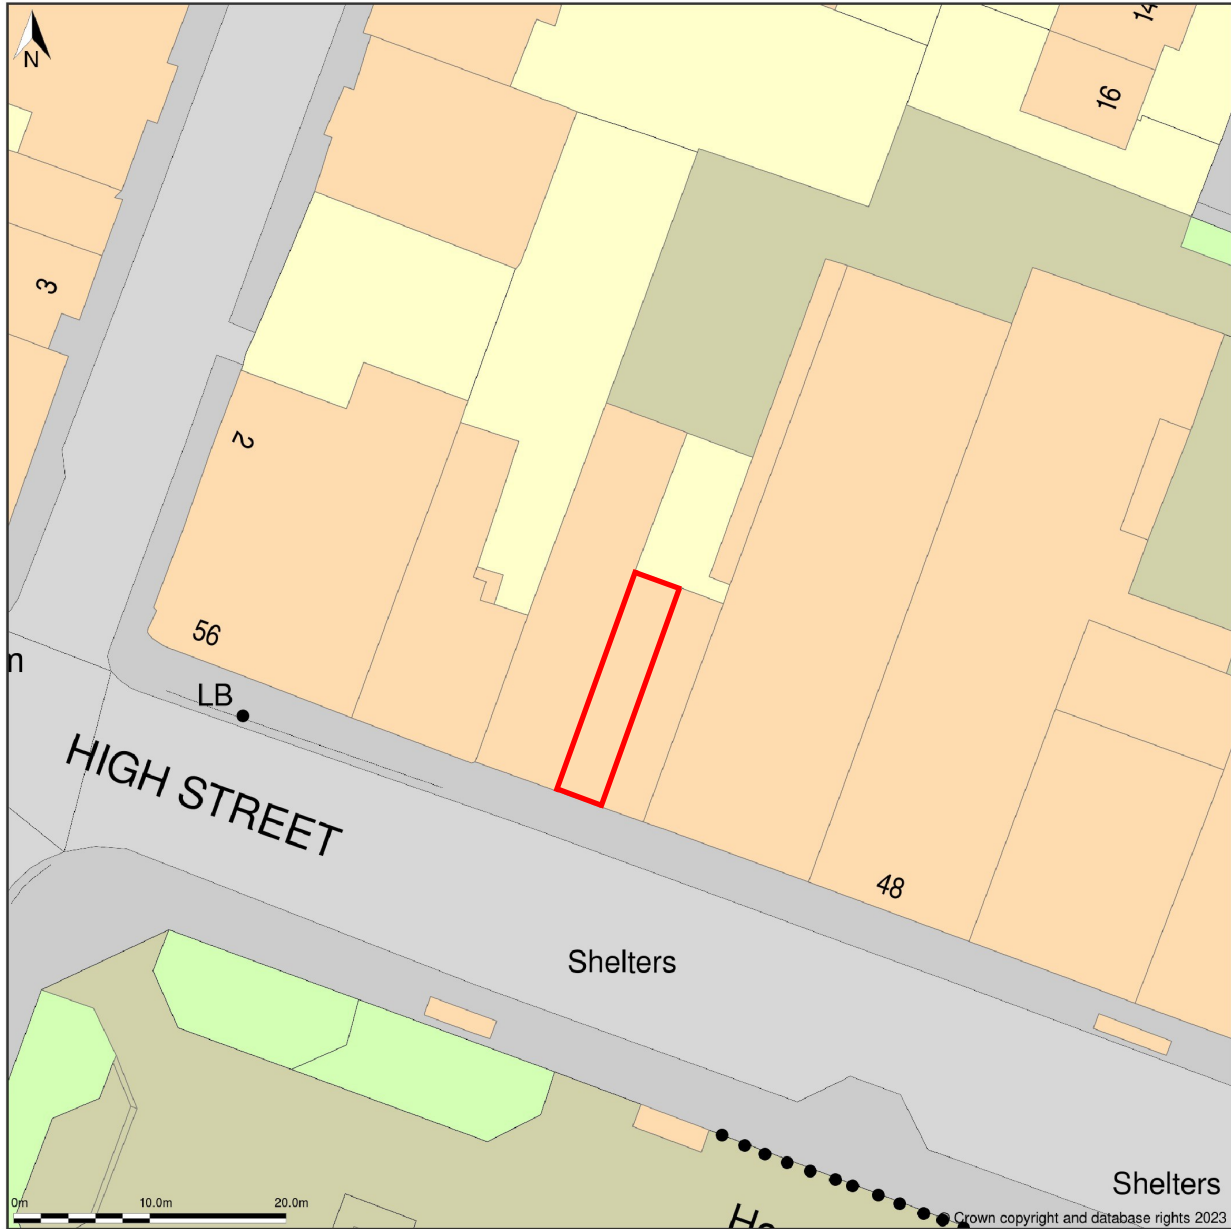 N
14
16
3
2
56
LB
HIGH STREET
48
Shelters
Shelters
0m 10.0m 20.0m
© Crown copyright and database rights 2023